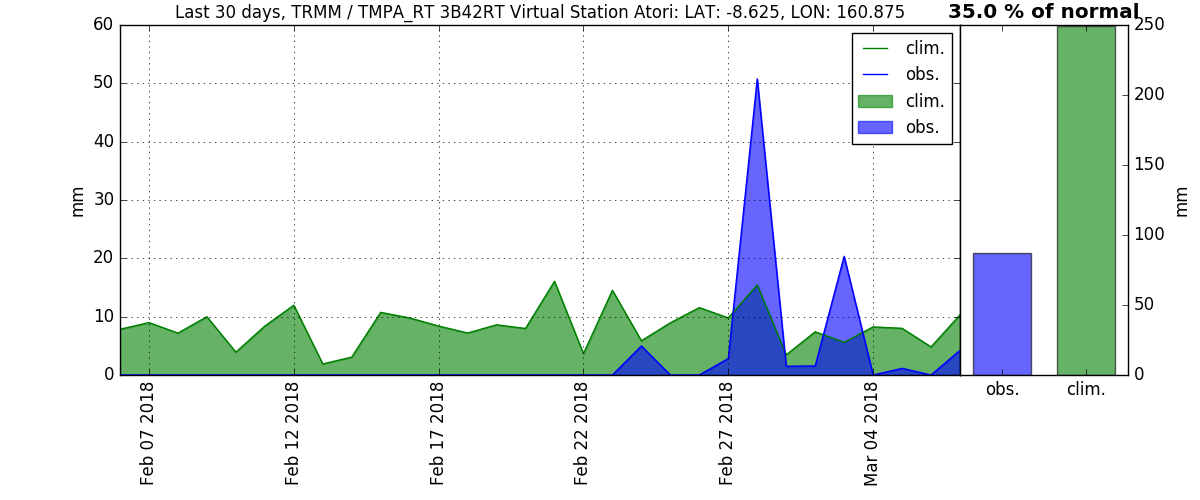 Last 30 days, TRMM / TMPA_RT 3B42RT Virtual Station Atori: LAT: -8.625, LON: 160.875
35.0 % of normal
60
50
40
30
20
10
0
mm
clim.
obs.
clim.
obs.
250
200
150
100
50
0
mm
Feb 07 2018
Feb 12 2018
Feb 17 2018
Feb 22 2018
Feb 27 2018
Mar 04 2018
obs.
clim.